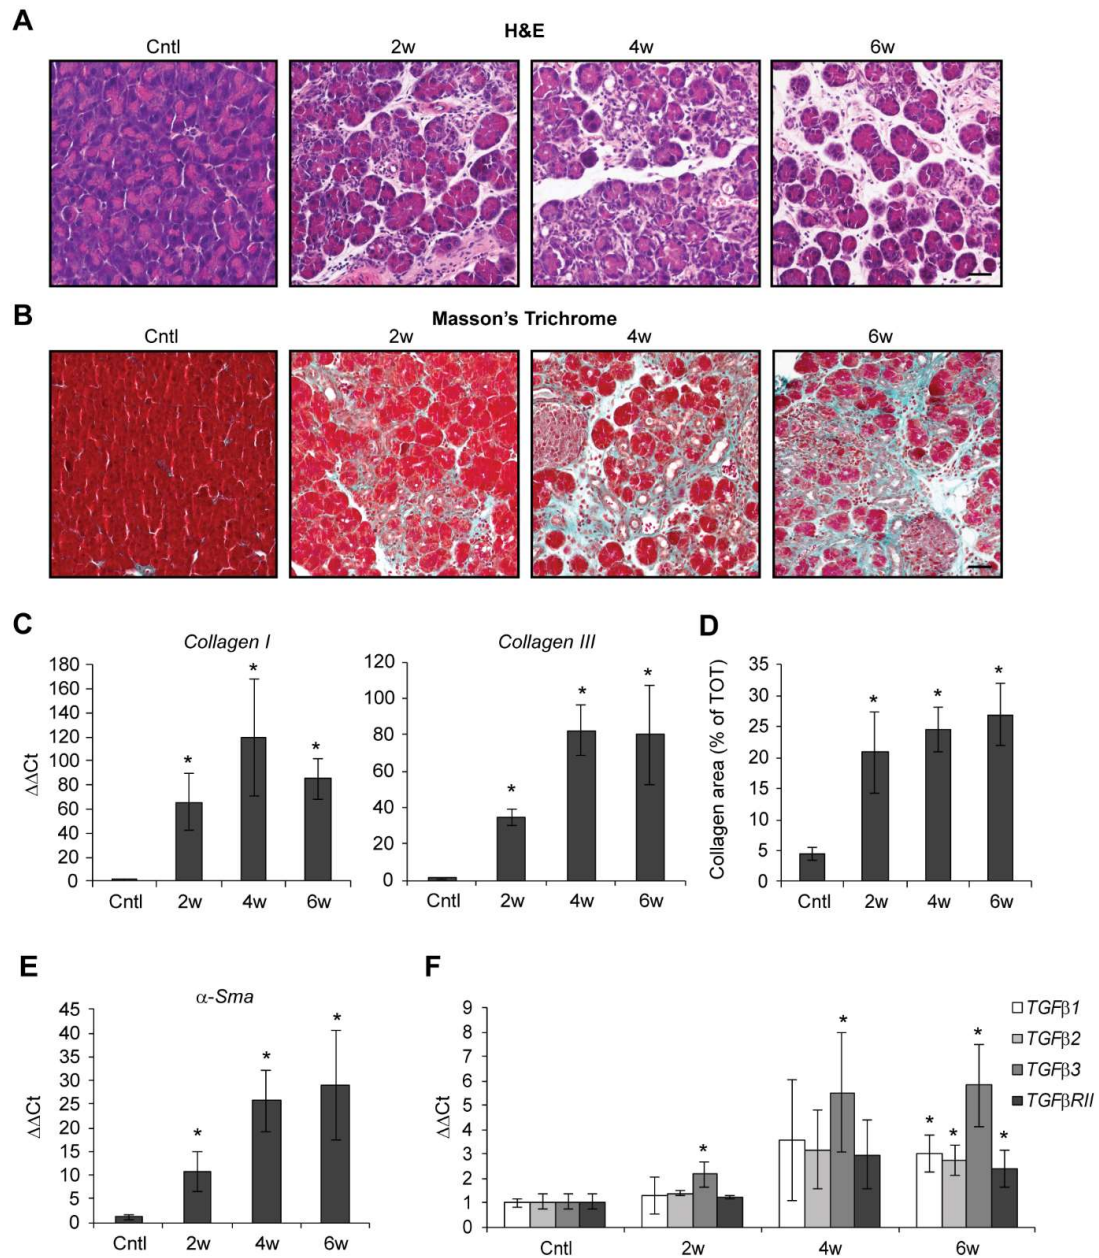 A
H&E
Cntl 2w 4w 6w
B
Masson's Trichrome
Cntl 2w 4w 6w
C
Collagen I
ΔΔCt
180
160
140
120
100
80
60
40
20
0
Cntl 2w 4w 6w
* * *
Collagen III
120
100
80
60
40
20
0
Cntl 2w 4w 6w
* * *
D
Collagen area (% of TOT)
35
30
25
20
15
10
5
0
Cntl 2w 4w 6w
* * *
E
α-Sma
ΔΔCt
45
40
35
30
25
20
15
10
5
0
Cntl 2w 4w 6w
* * *
F
ΔΔCt
9
8
7
6
5
4
3
2
1
0
Cntl 2w 4w 6w
* * * * * *
TGFβ1
TGFβ2
TGFβ3
TGFβRII